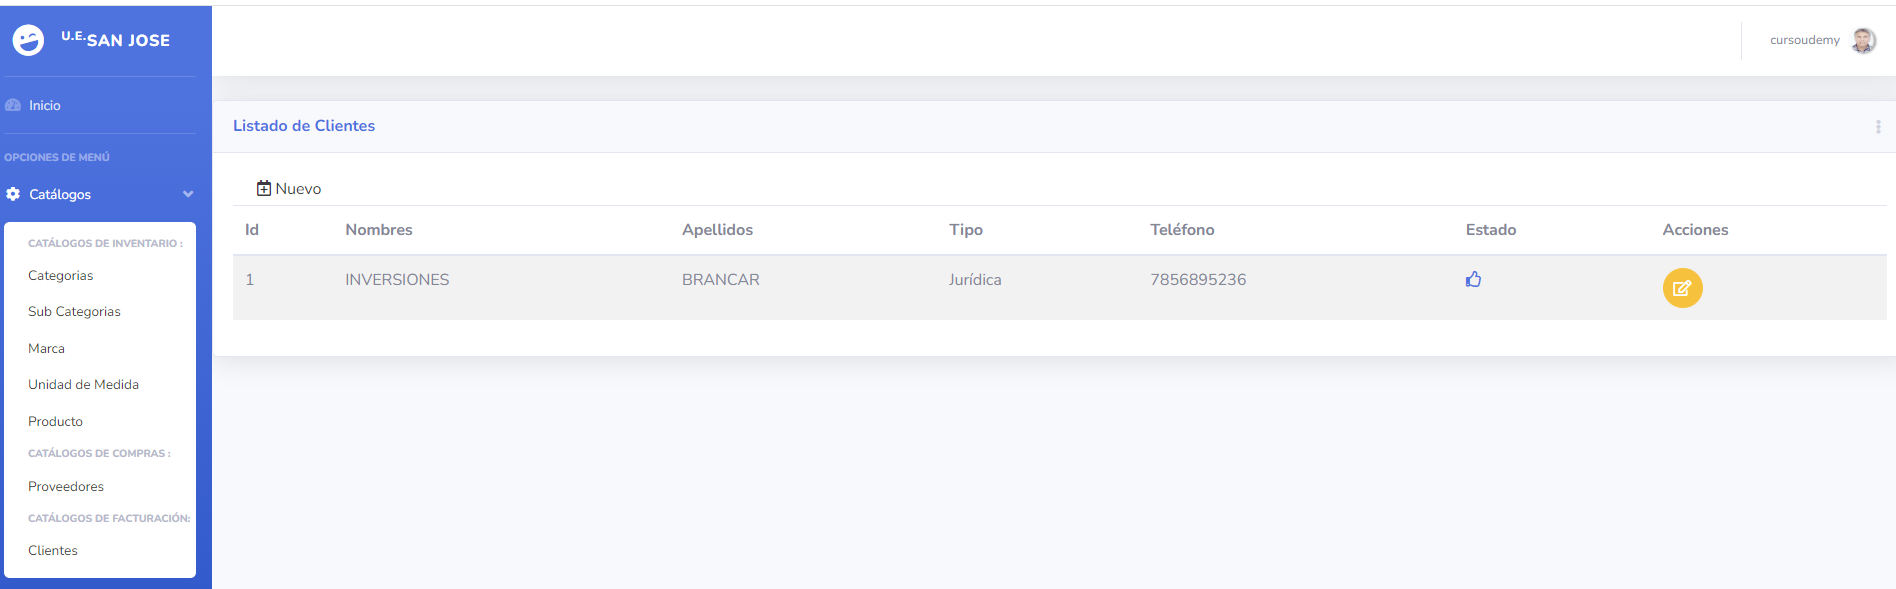 U.E.SAN JOSE
cursoudemy
Inicio
OPCIONES DE MENÚ
Catálogos
CATÁLOGOS DE INVENTARIO :
Categorias
Sub Categorias
Marca
Unidad de Medida
Producto
CATÁLOGOS DE COMPRAS :
Proveedores
CATÁLOGOS DE FACTURACIÓN:
Clientes
Listado de Clientes
Nuevo
Id Nombres Apellidos Tipo Teléfono Estado Acciones
1 INVERSIONES BRANCAR Jurídica 7856895236